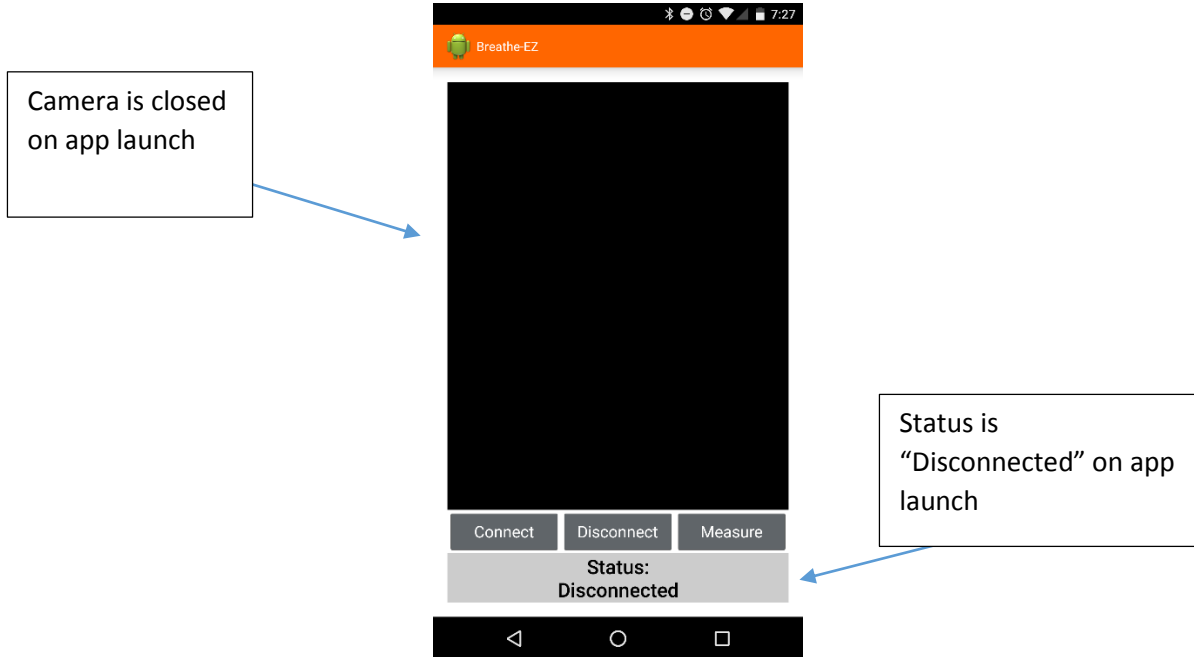 7:27
Breathe-EZ
Camera is closed
on app launch
Status is
“Disconnected” on app
launch
Connect Disconnect Measure
Status:
Disconnected